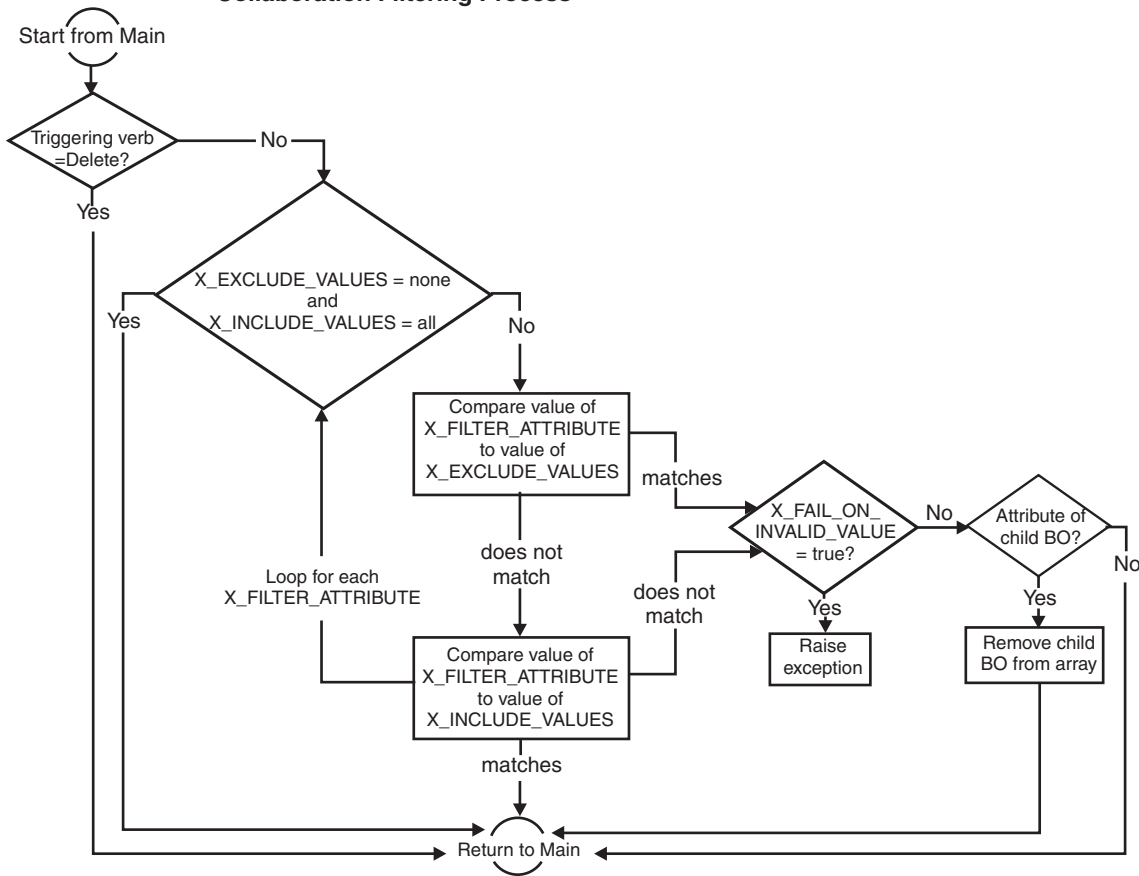 Collaboration Filtering Process
Start from Main
Triggering verb
=Delete?
No
Yes
X_EXCLUDE_VALUES = none
and
X_INCLUDE_VALUES = all
Yes
No
Compare value of
X_FILTER_ATTRIBUTE
to value of
X_EXCLUDE_VALUES
matches
does not
match
Loop for each
X_FILTER_ATTRIBUTE
Compare value of
X_FILTER_ATTRIBUTE
to value of
X_INCLUDE_VALUES
does not
match
matches
X_FAIL_ON_
INVALID_VALUE
= true?
No
Yes
Raise
exception
Attribute of
child BO?
No
Yes
Remove child
BO from array
Return to Main